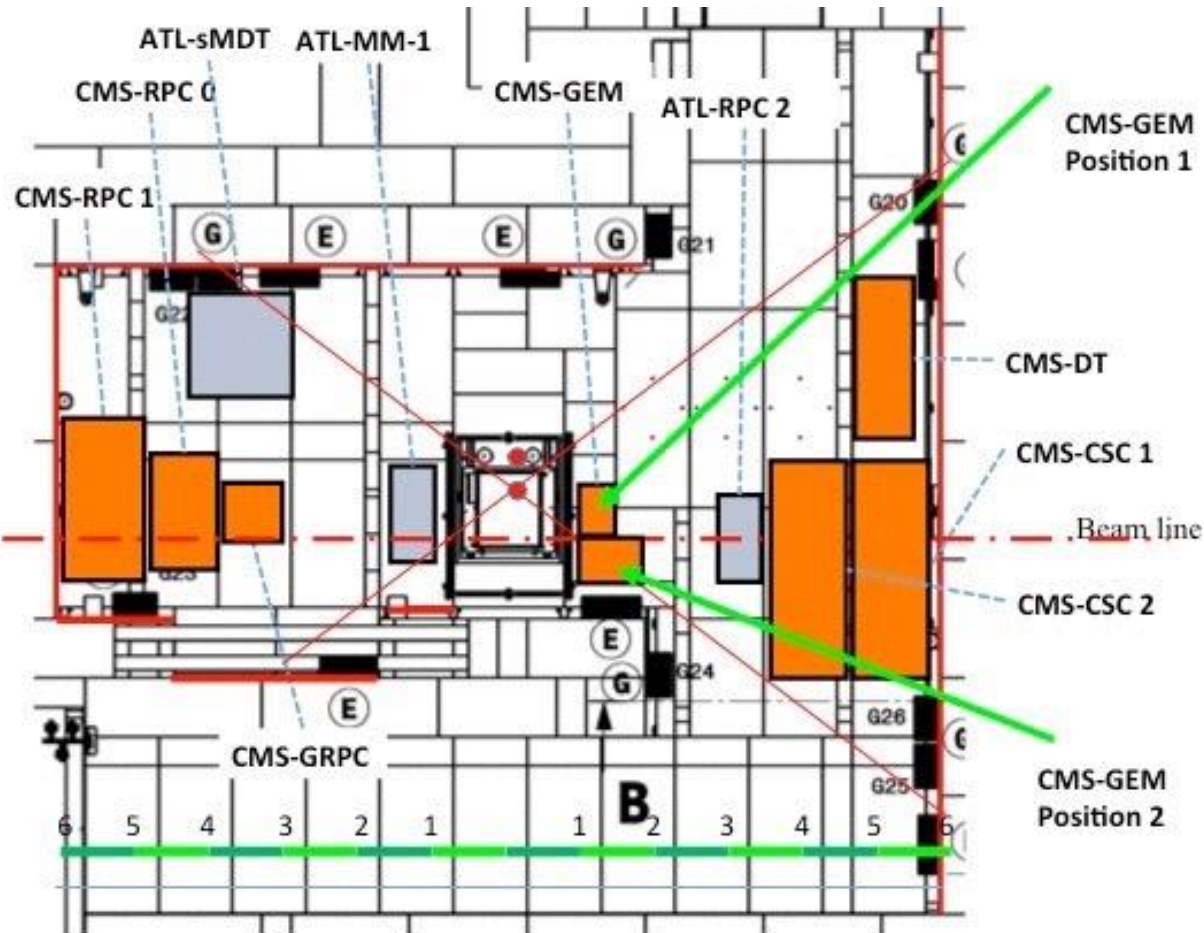 ATL-sMDT
ATL-MM-1
CMS-RPC 0
CMS-GEM
ATL-RPC 2
CMS-GEM
Position 1
CMS-RPC 1
G
E
E
G
G
G20
G21
G22
CMS-DT
CMS-CSC 1
Beam line
G23
CMS-CSC 2
E
G
G24
E
G26
G
CMS-GRPC
G25
CMS-GEM
Position 2
B
6 5 4 3 2 1 1 2 3 4 5 6